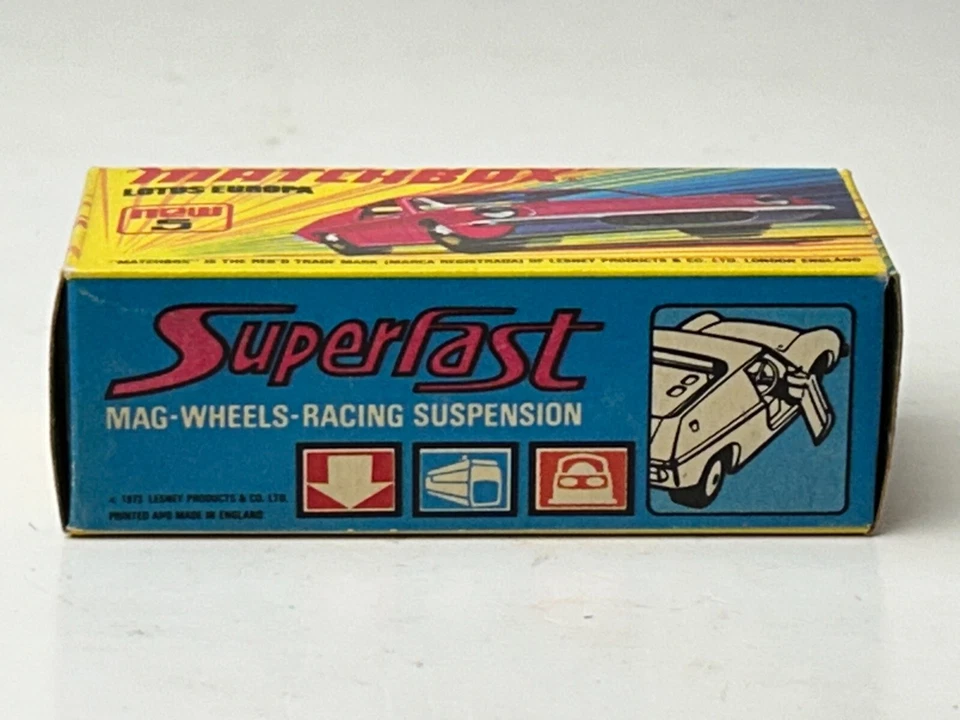 MATCHBOX
LOTUS EUROPA
new
5
"MATCHBOX" IS THE REG'D TRADE MARK (MARCA REGISTRADA) OF LESNEY PRODUCTS & CO. LTD. LONDON ENGLAND
Superfast
MAG-WHEELS-RACING SUSPENSION
LESNEY PRODUCTS & CO. LTD.
PRINTED AND MADE IN ENGLAND